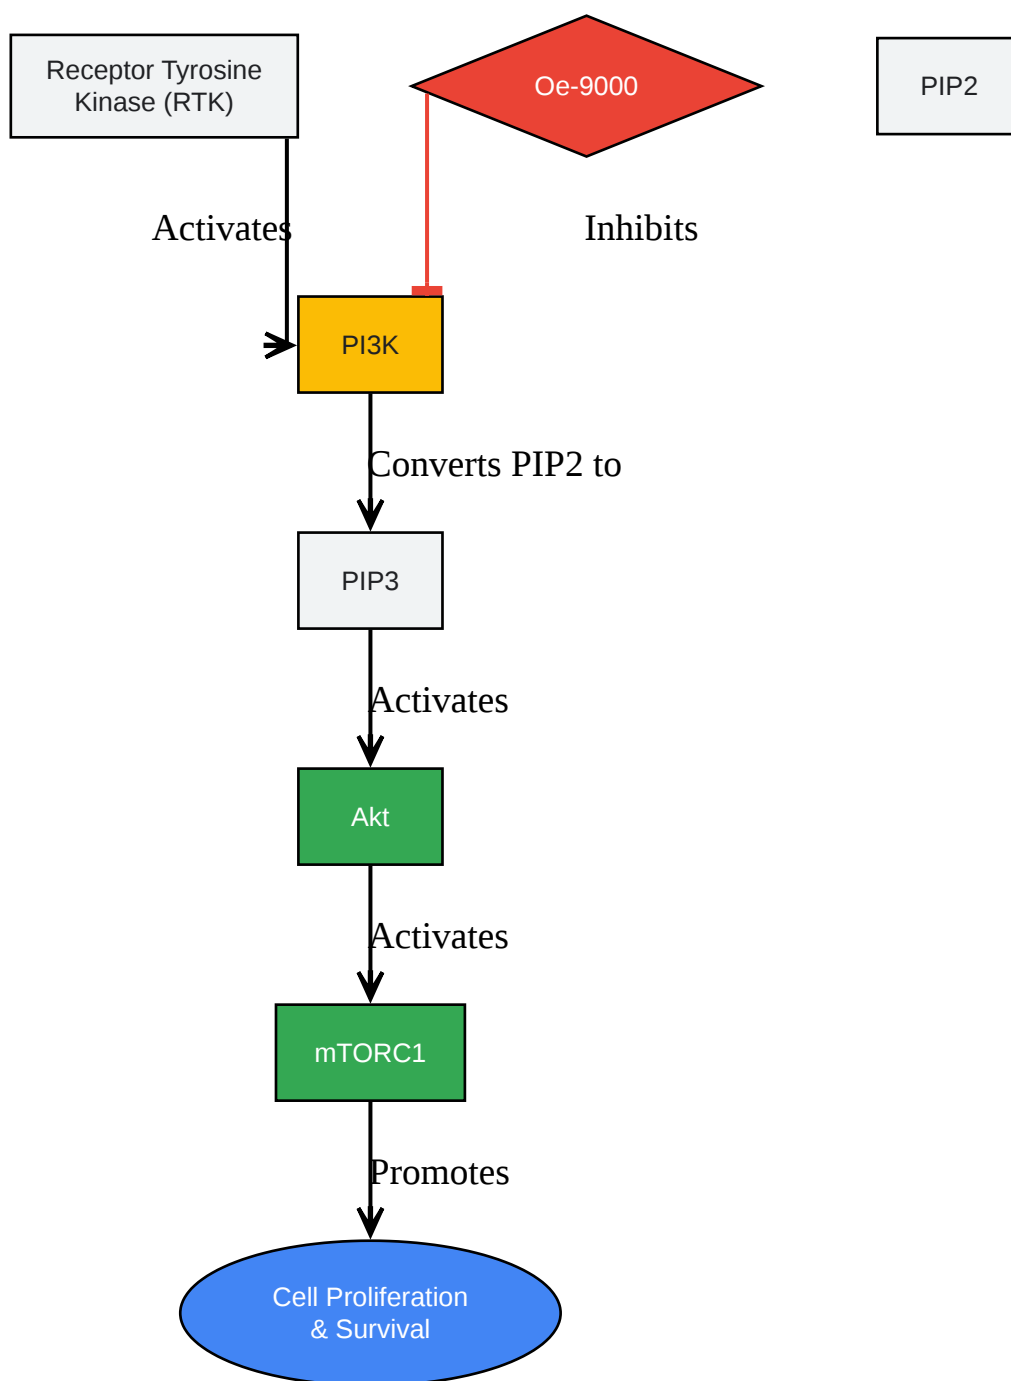 Receptor Tyrosine
Kinase (RTK)
Oe-9000
PIP2
Activates
Inhibits
PI3K
Converts PIP2 to
PIP3
Activates
Akt
Activates
mTORC1
Promotes
Cell Proliferation
& Survival